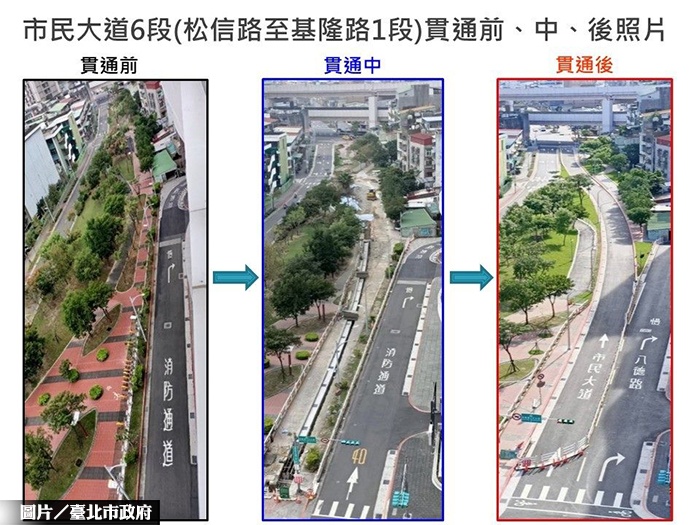 市民大道6段(松信路至基隆路1段)貫通前、中、後照片
貫通前
貫通中
貫通後
慢
消防通道
消防通道
40
慢
市民大道
八德路
圖片／臺北市政府